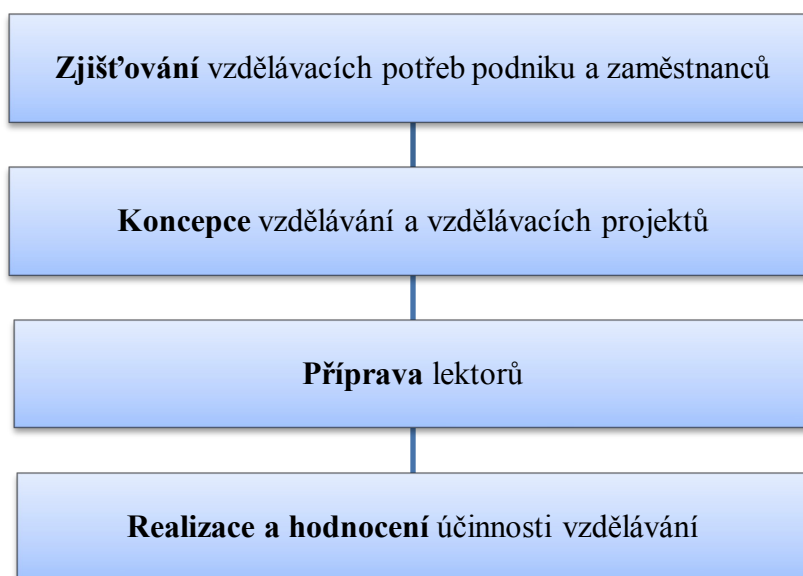 Zjišťování vzdělávacích potřeb podniku a zaměstnanců
Koncepce vzdělávání a vzdělávacích projektů
Příprava lektorů
Realizace a hodnocení účinnosti vzdělávání